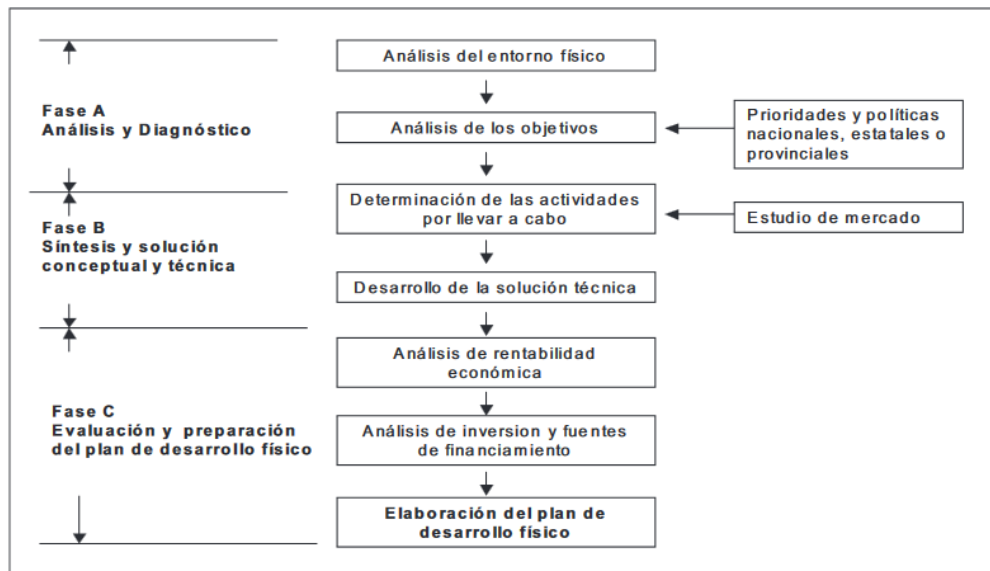 Análisis del entorno físico
Fase A
Análisis y Diagnóstico
Análisis de los objetivos
Prioridades y políticas
nacionales, estatales o
provinciales
Fase B
Síntesis y solución
conceptual y técnica
Determinación de las actividades
por llevar a cabo
Estudio de mercado
Desarrollo de la solución técnica
Fase C
Evaluación y preparación
del plan de desarrollo físico
Análisis de rentabilidad
económica
Análisis de inversion y fuentes
de financiamiento
Elaboración del plan de
desarrollo físico